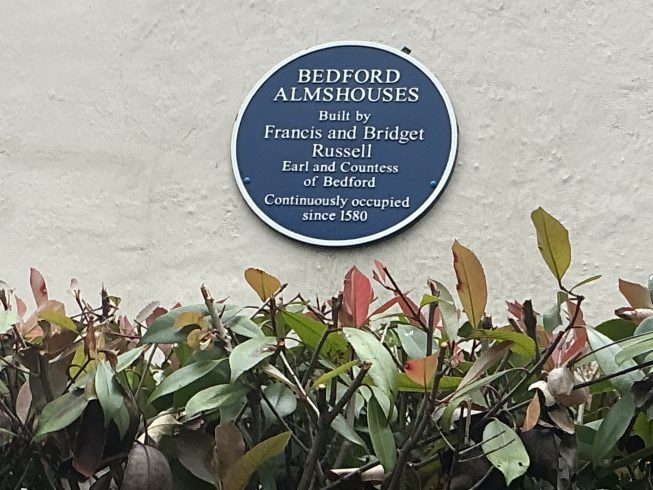 BEDFORD
ALMSHOUSES
Built by
Francis and Bridget
Russell
Earl and Countess
of Bedford
Continuously occupied
since 1580